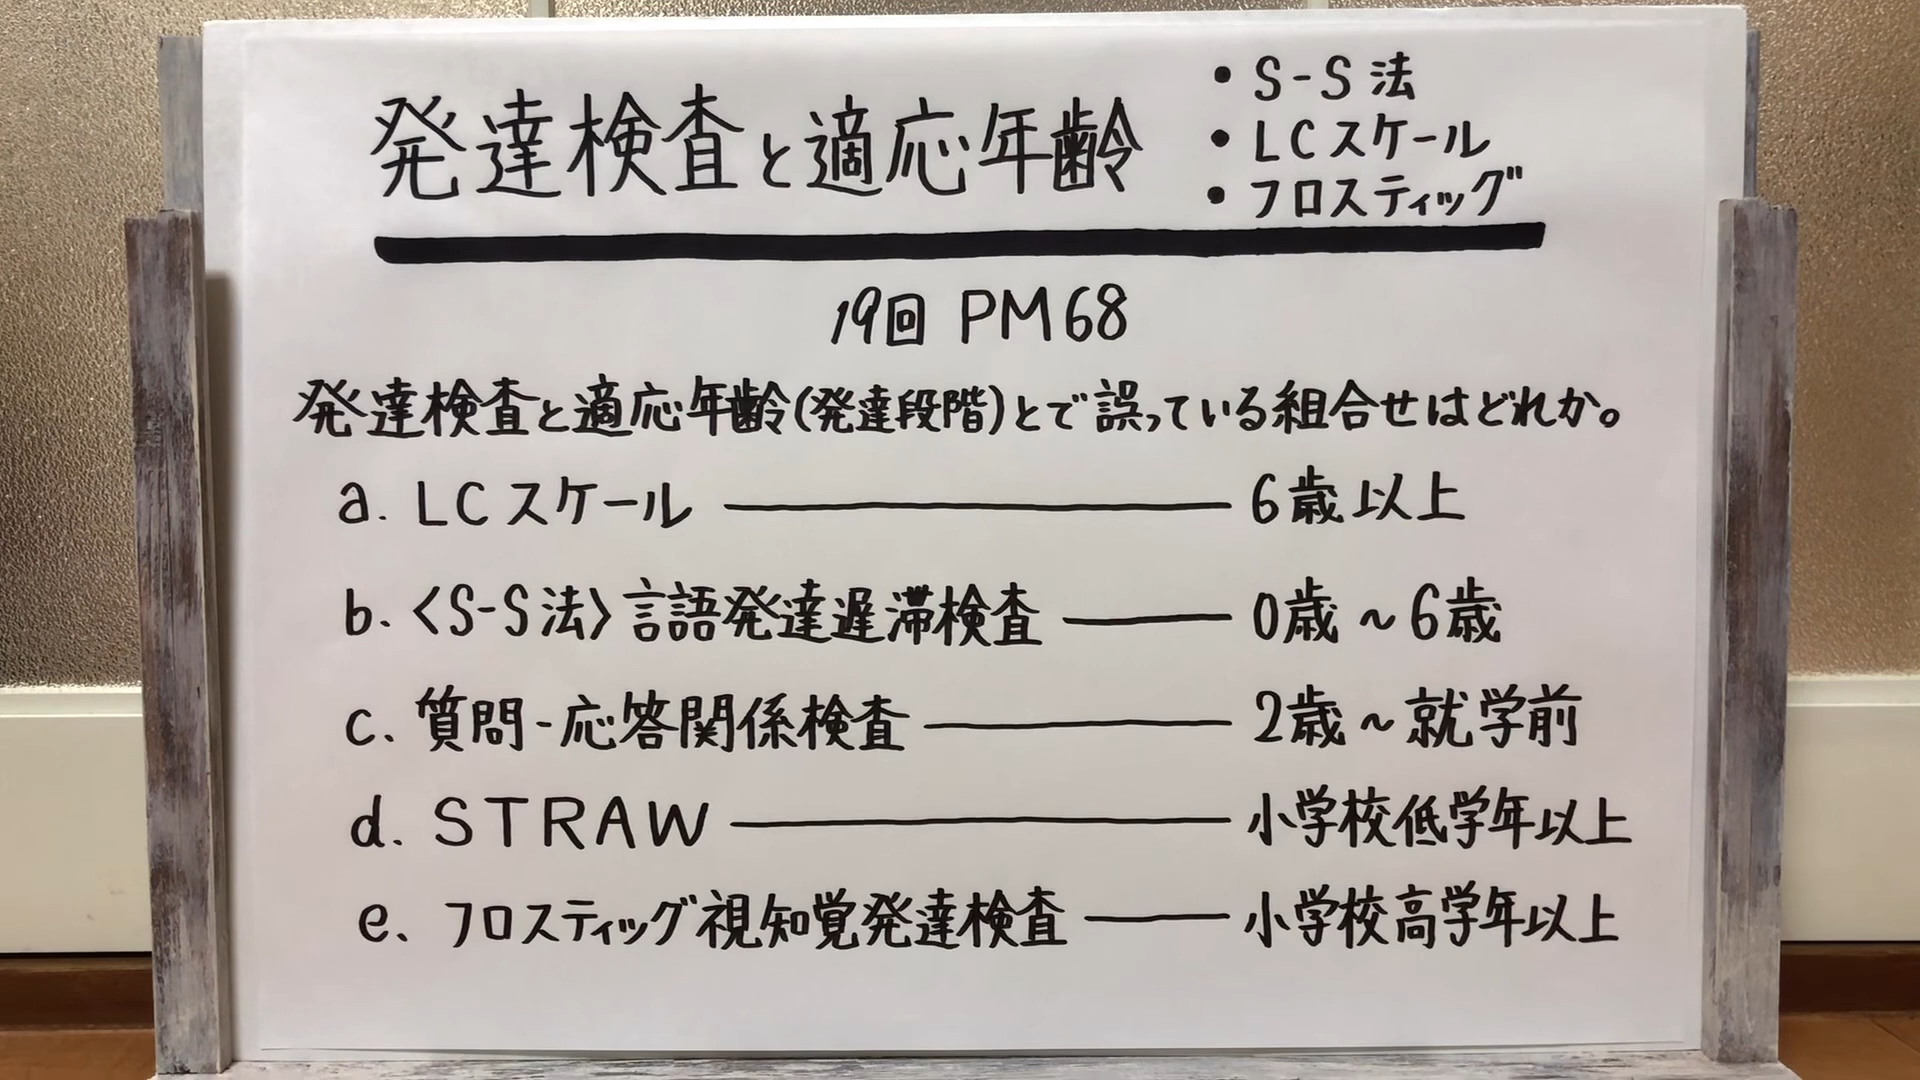 発達検査と適応年齢
・S-S法
・LCスケール
・フロスティッグ
19回 PM68
発達検査と適応年齢(発達段階)とで誤っている組合せはどれか。
a. LCスケール ―――― 6歳以上
b. 〈S-S法〉言語発達遅滞検査 ―― 0歳~6歳
c. 質問-応答関係検査 ――― 2歳~就学前
d. STRAW ―――― 小学校低学年以上
e、フロスティッグ視知覚発達検査 ―― 小学校高学年以上